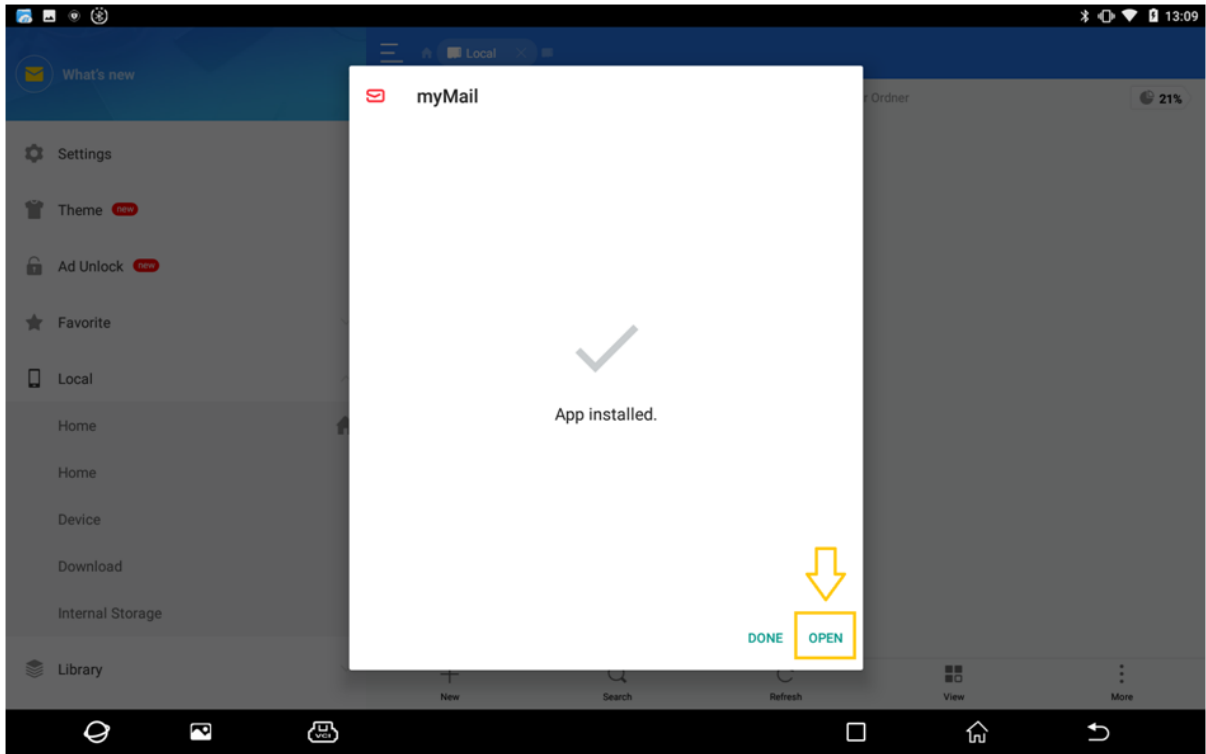 13:09
What's new
Local
myMail
r Ordner
21%
Settings
Theme new
Ad Unlock new
Favorite
Local
App installed.
Home
Home
Device
Download
Internal Storage
DONE OPEN
Library
New Search Refresh View More
VCI